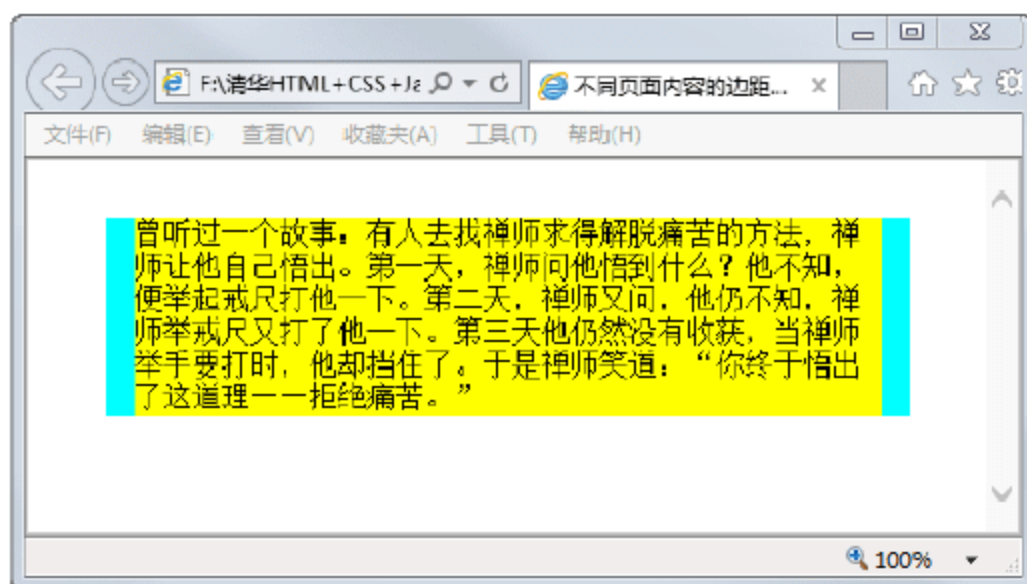 F:\清华HTML+CSS+Ja
不同页面内容的边距...
文件(F) 编辑(E) 查看(V) 收藏夹(A) 工具(T) 帮助(H)
曾听过一个故事：有人去找禅师求得解脱痛苦的方法，禅
师让他自己悟出。第一天，禅师问他悟到什么？他不知，
便举起戒尺打他一下。第二天，禅师又问，他仍不知，禅
师举戒尺又打了他一下。第三天他仍然没有收获，当禅师
举手要打时，他却挡住了。于是禅师笑道：“你终于悟出
了这道理——拒绝痛苦。”
100%